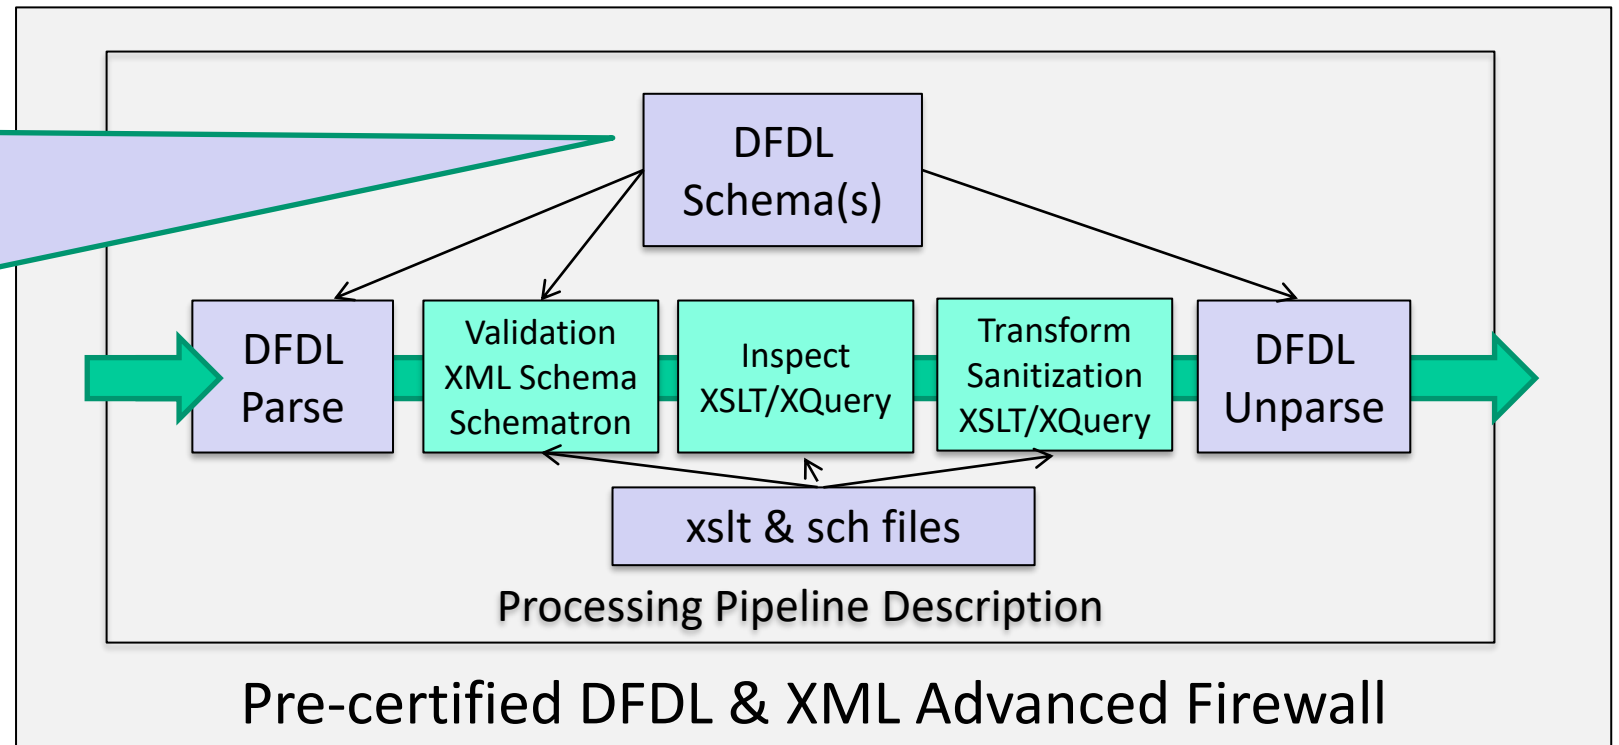 DFDL
Schema(s)
DFDL
Parse
Validation
XML Schema
Schematron
Inspect
XSLT/XQuery
Transform
Sanitization
XSLT/XQuery
DFDL
Unparse
xslt & sch files
Processing Pipeline Description
Pre-certified DFDL & XML Advanced Firewall